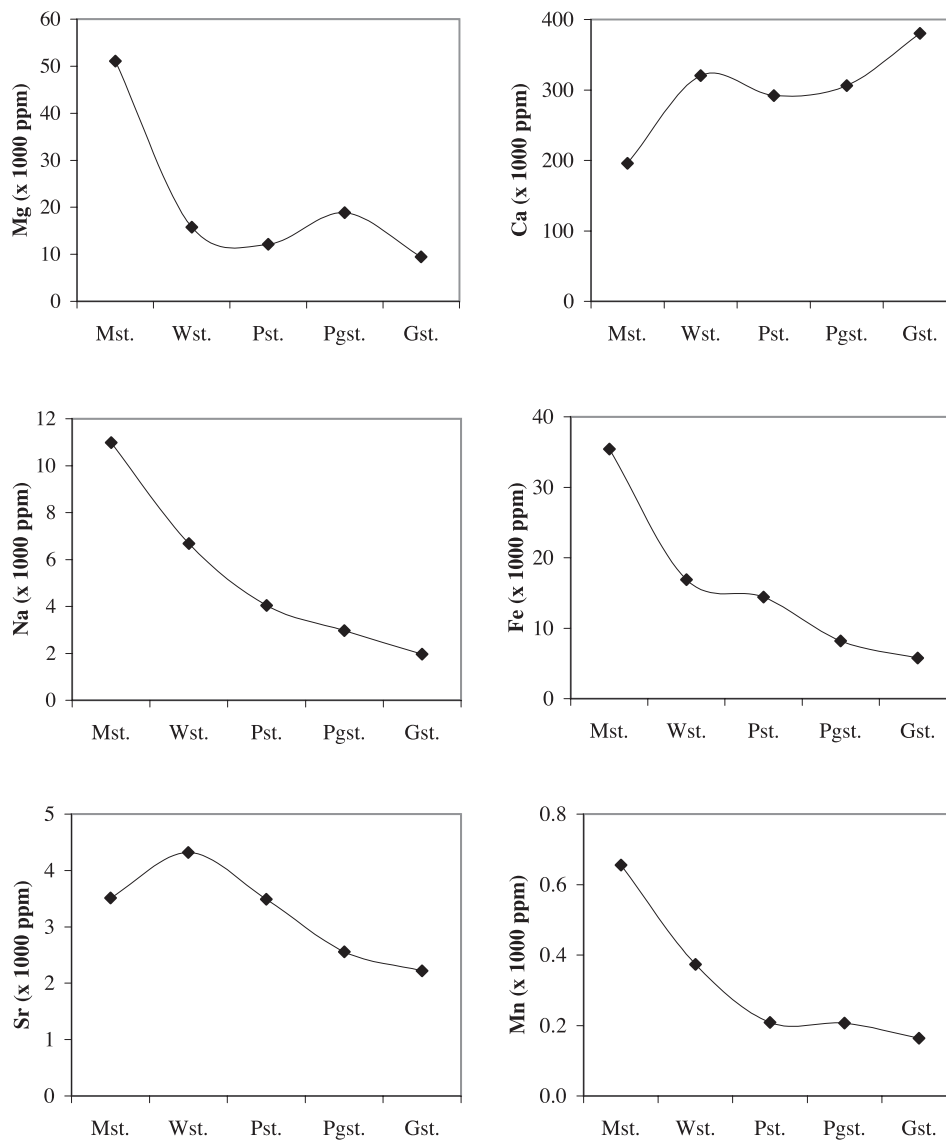 Mg (x 1000 ppm)
60
50
40
30
20
10
0
Mst. Wst. Pst. Pgst. Gst.
Ca (x 1000 ppm)
400
300
200
100
0
Mst. Wst. Pst. Pgst. Gst.
Na (x 1000 ppm)
12
10
8
6
4
2
0
Mst. Wst. Pst. Pgst. Gst.
Fe (x 1000 ppm)
40
30
20
10
0
Mst. Wst. Pst. Pgst. Gst.
Sr (x 1000 ppm)
5
4
3
2
1
0
Mst. Wst. Pst. Pgst. Gst.
Mn (x 1000 ppm)
0.8
0.6
0.4
0.2
0.0
Mst. Wst. Pst. Pgst. Gst.